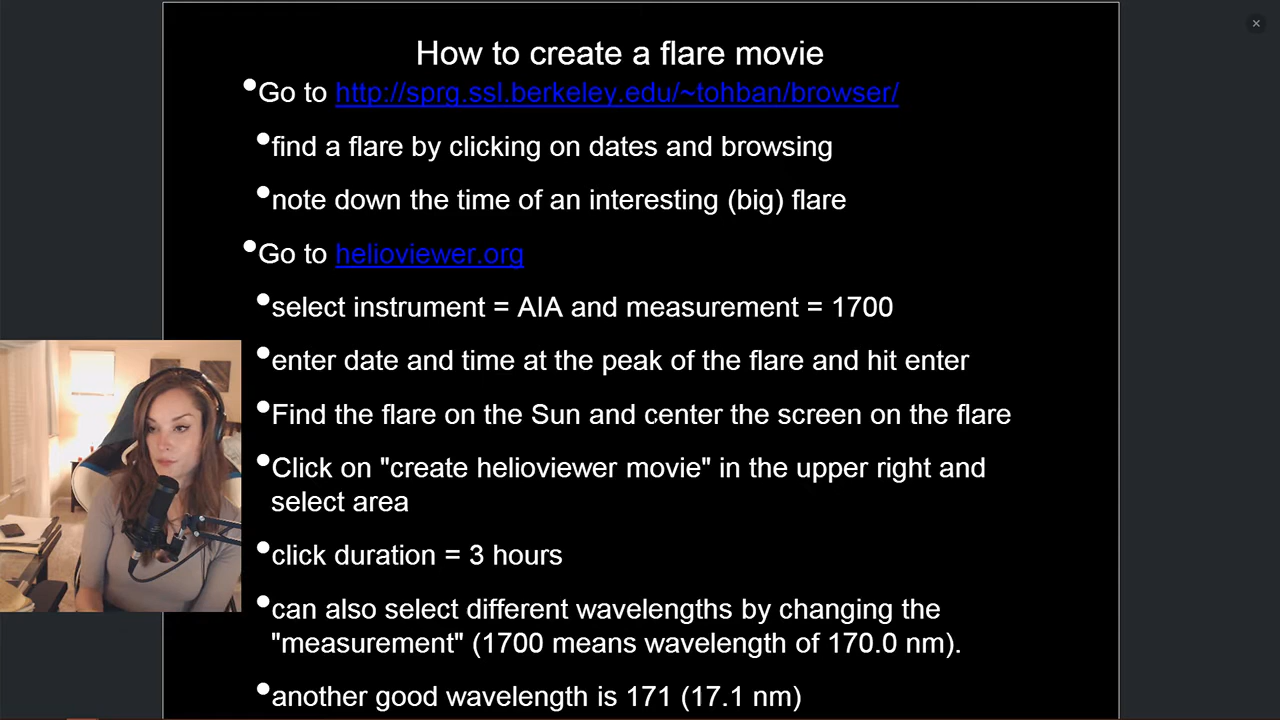 How to create a flare movie
•Go to http://sprg.ssl.berkeley.edu/~tohban/browser/
•find a flare by clicking on dates and browsing
•note down the time of an interesting (big) flare
•Go to helioviewer.org
•select instrument = AIA and measurement = 1700
•enter date and time at the peak of the flare and hit enter
•Find the flare on the Sun and center the screen on the flare
•Click on "create helioviewer movie" in the upper right and
select area
•click duration = 3 hours
•can also select different wavelengths by changing the
"measurement" (1700 means wavelength of 170.0 nm).
•another good wavelength is 171 (17.1 nm)